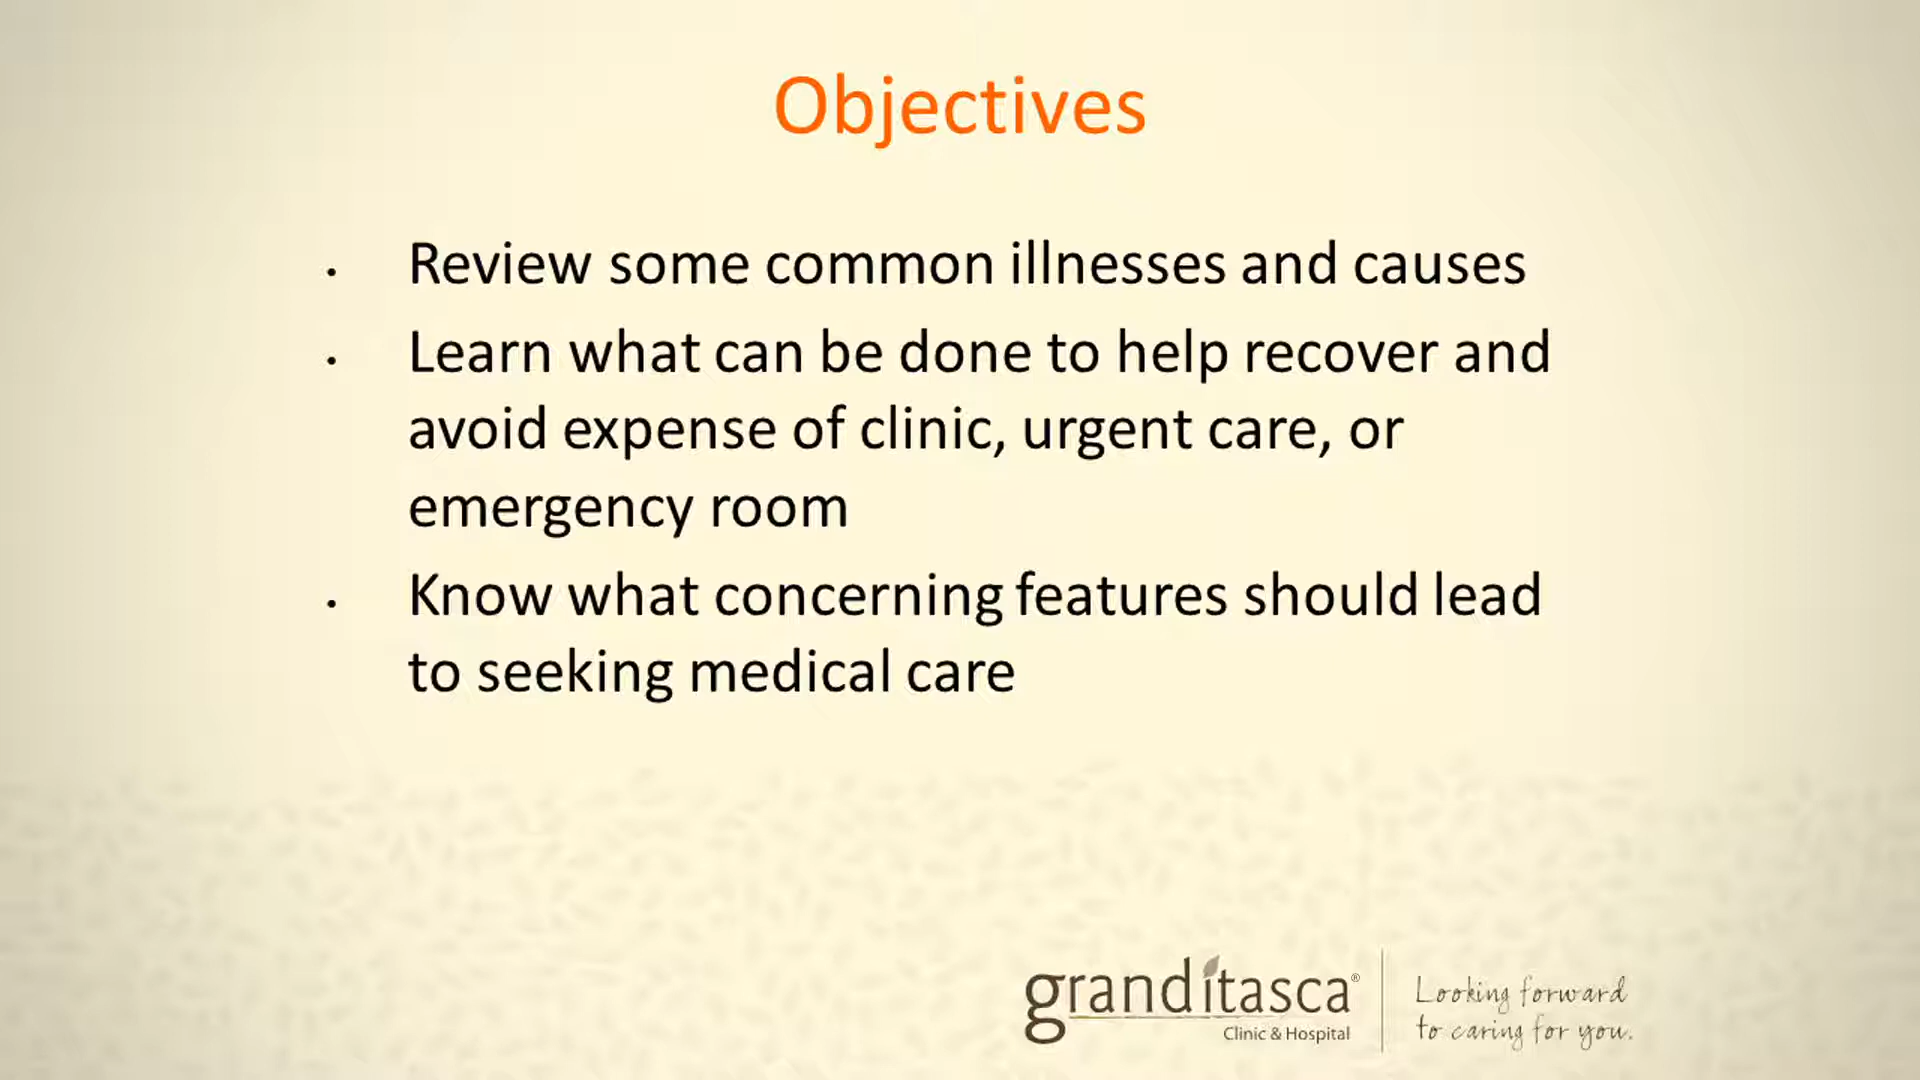 Objectives
• Review some common illnesses and causes
• Learn what can be done to help recover and
avoid expense of clinic, urgent care, or
emergency room
• Know what concerning features should lead
to seeking medical care
granditasca®
Clinic & Hospital
Looking forward
to caring for you.